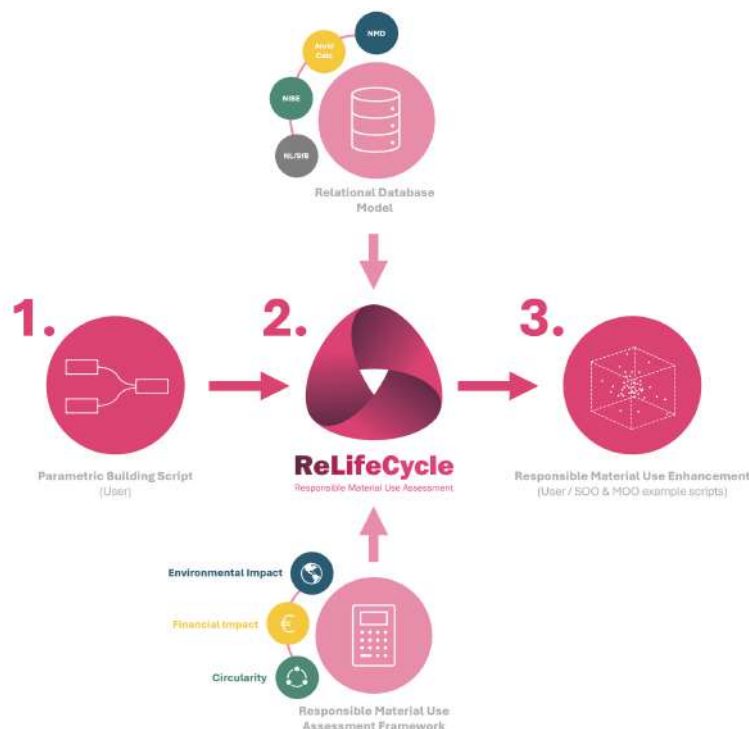 NMD
NIBE
NL/SfB
Relational Database
Model
1.
2.
3.
Parametric Building Script
(User)
ReLifeCycle
Responsible Material Use Assessment
Responsible Material Use Enhancement
(User / SOO & MOO example scripts)
Environmental Impact
Financial Impact
€
Circularity
Responsible Material Use
Assessment Framework